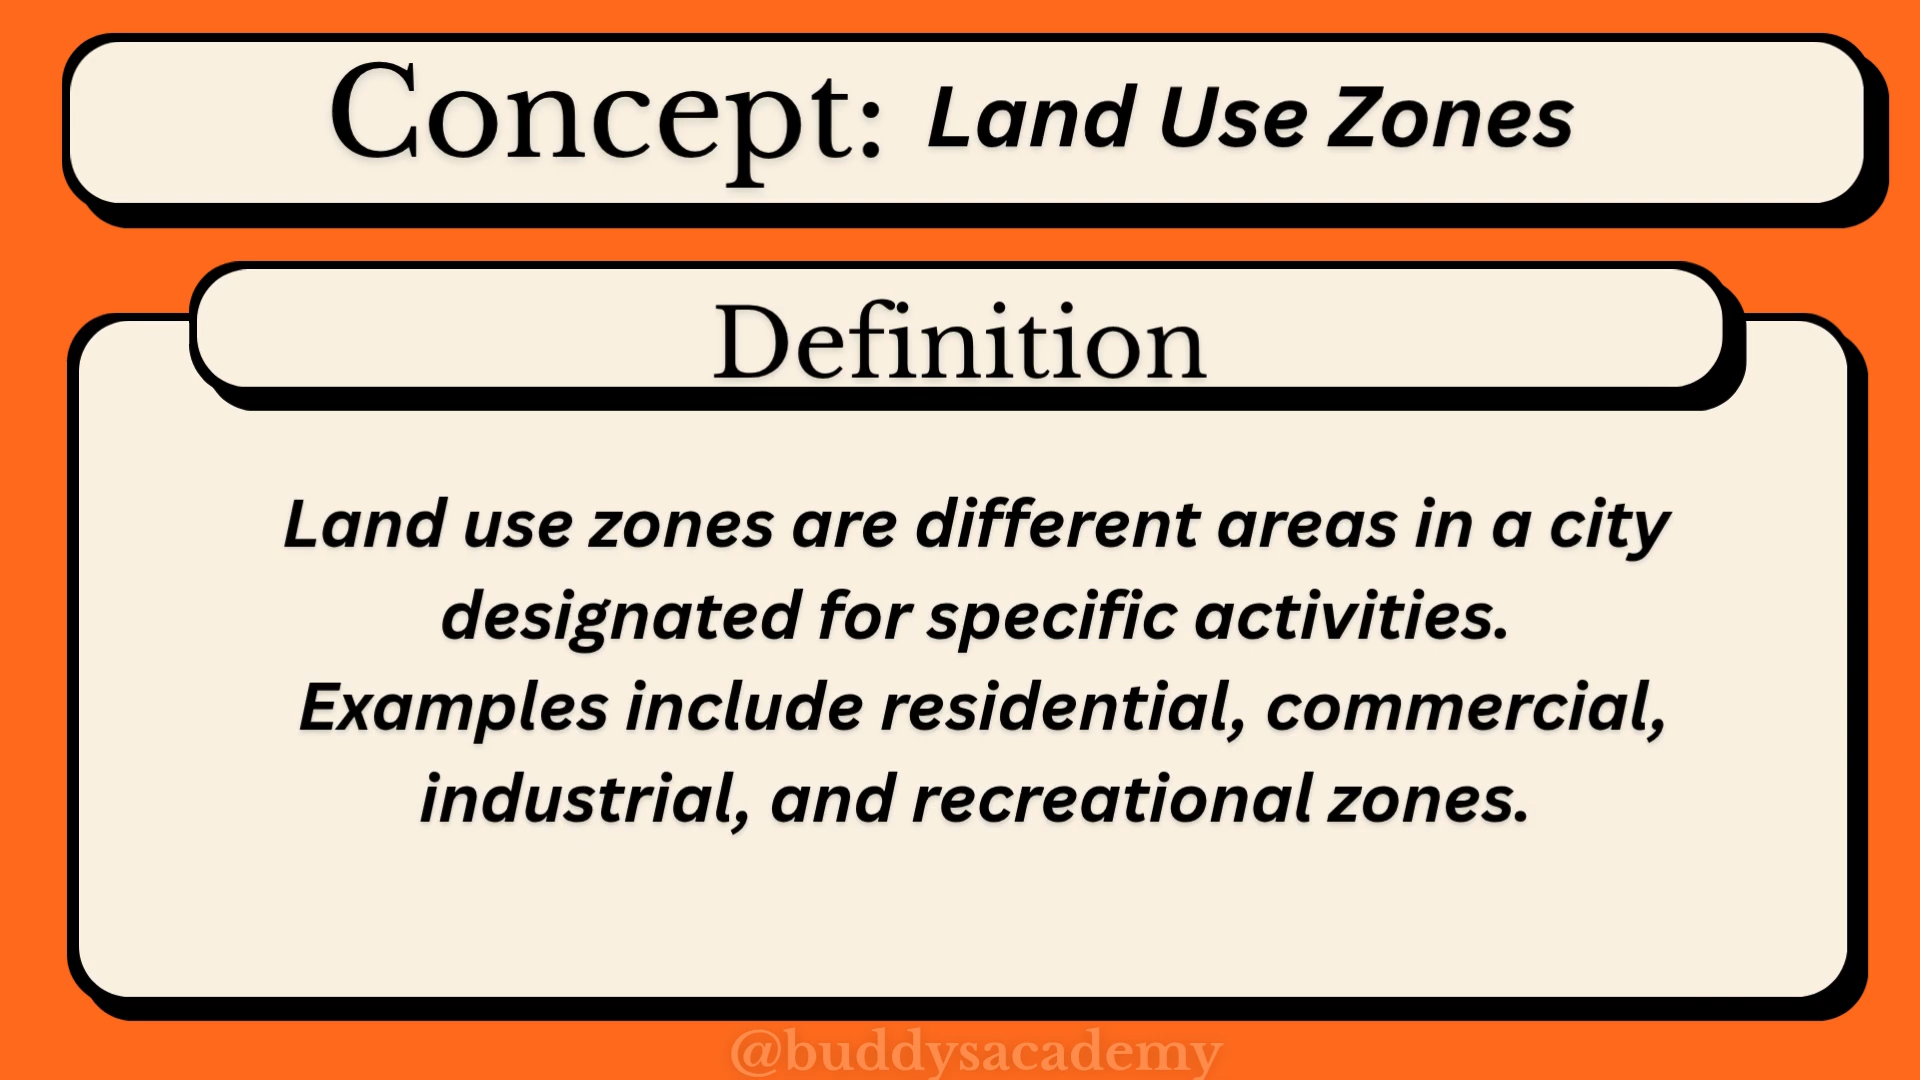 Concept: Land Use Zones
Definition
Land use zones are different areas in a city
designated for specific activities.
Examples include residential, commercial,
industrial, and recreational zones.
@buddysacademy